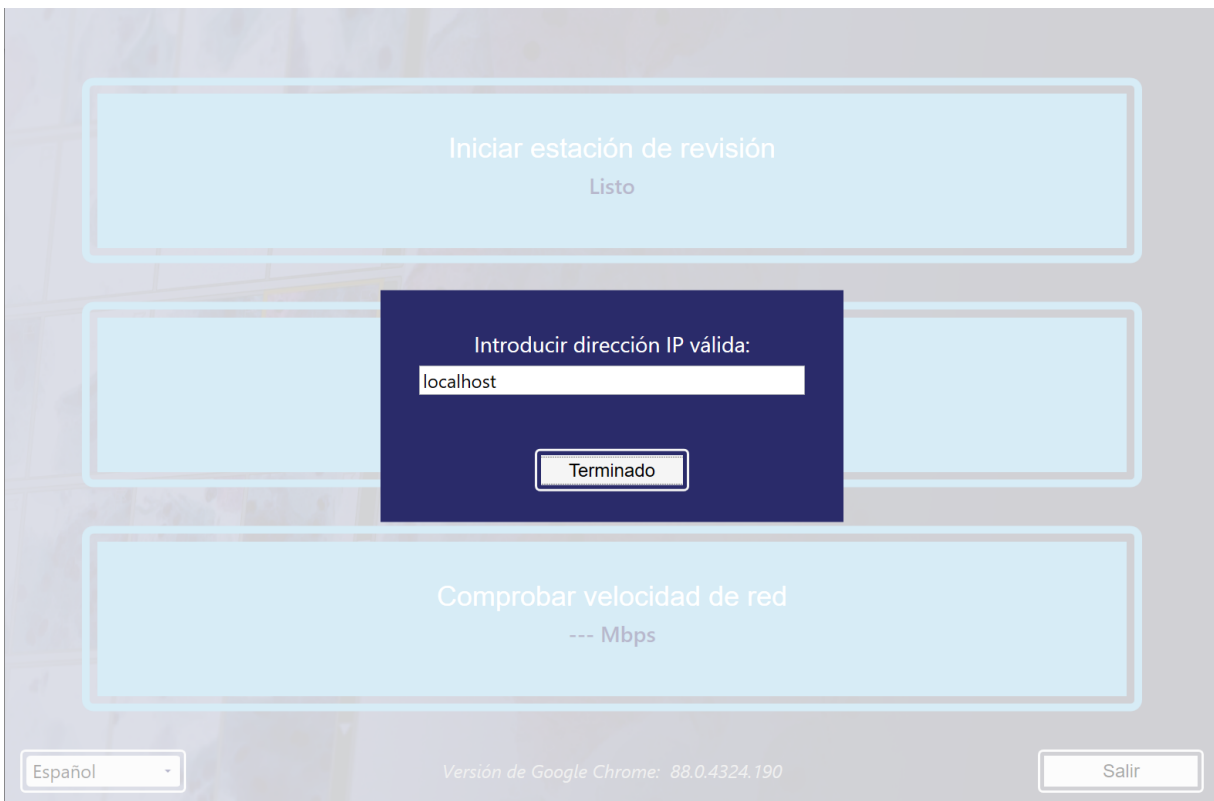 Iniciar estación de revisión
Listo
Introducir dirección IP válida:
localhost
Terminado
Comprobar velocidad de red
--- Mbps
Español
Versión de Google Chrome: 88.0.4324.190
Salir